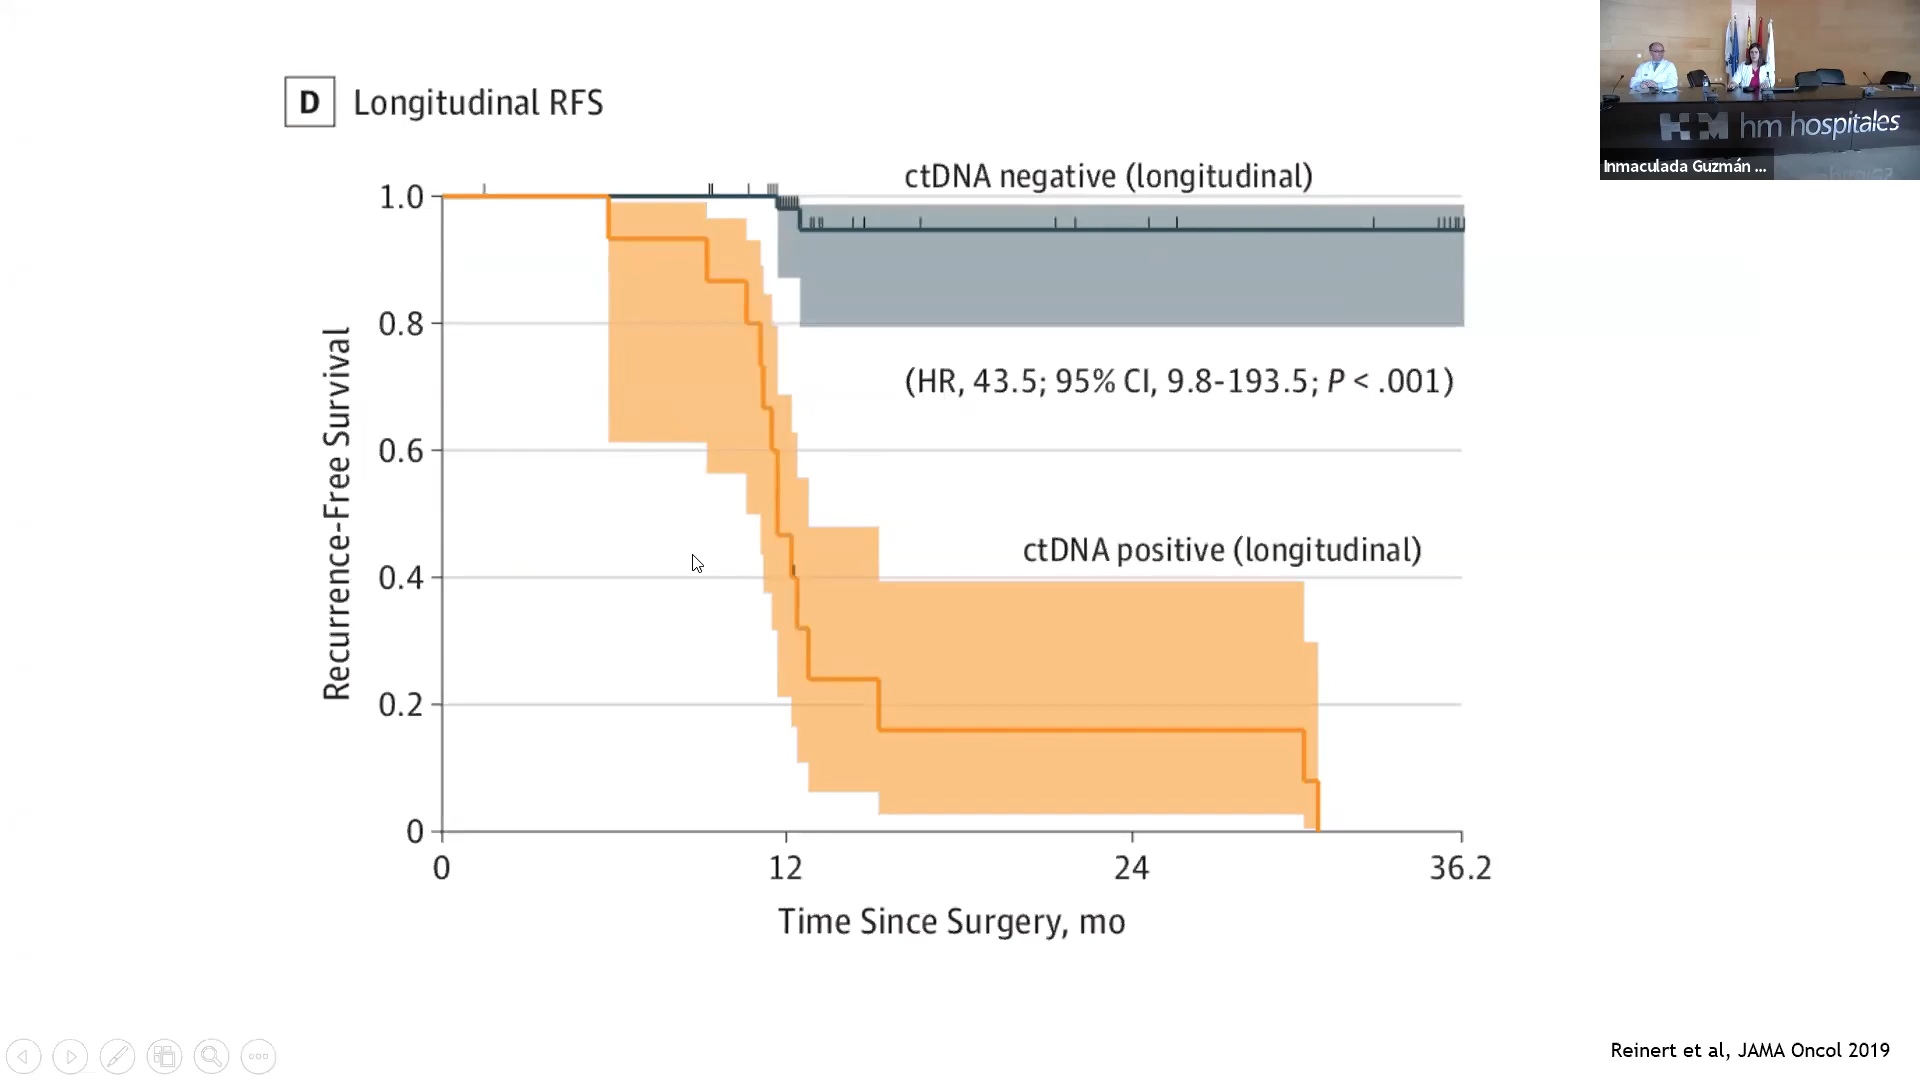 D Longitudinal RFS
ctDNA negative (longitudinal)
(HR, 43.5; 95% CI, 9.8-193.5; P < .001)
ctDNA positive (longitudinal)
Recurrence-Free Survival
1.0
0.8
0.6
0.4
0.2
0
0 12 24 36.2
Time Since Surgery, mo
Reinert et al, JAMA Oncol 2019
HM hm hospitales
Inmaculada Guzmán ...